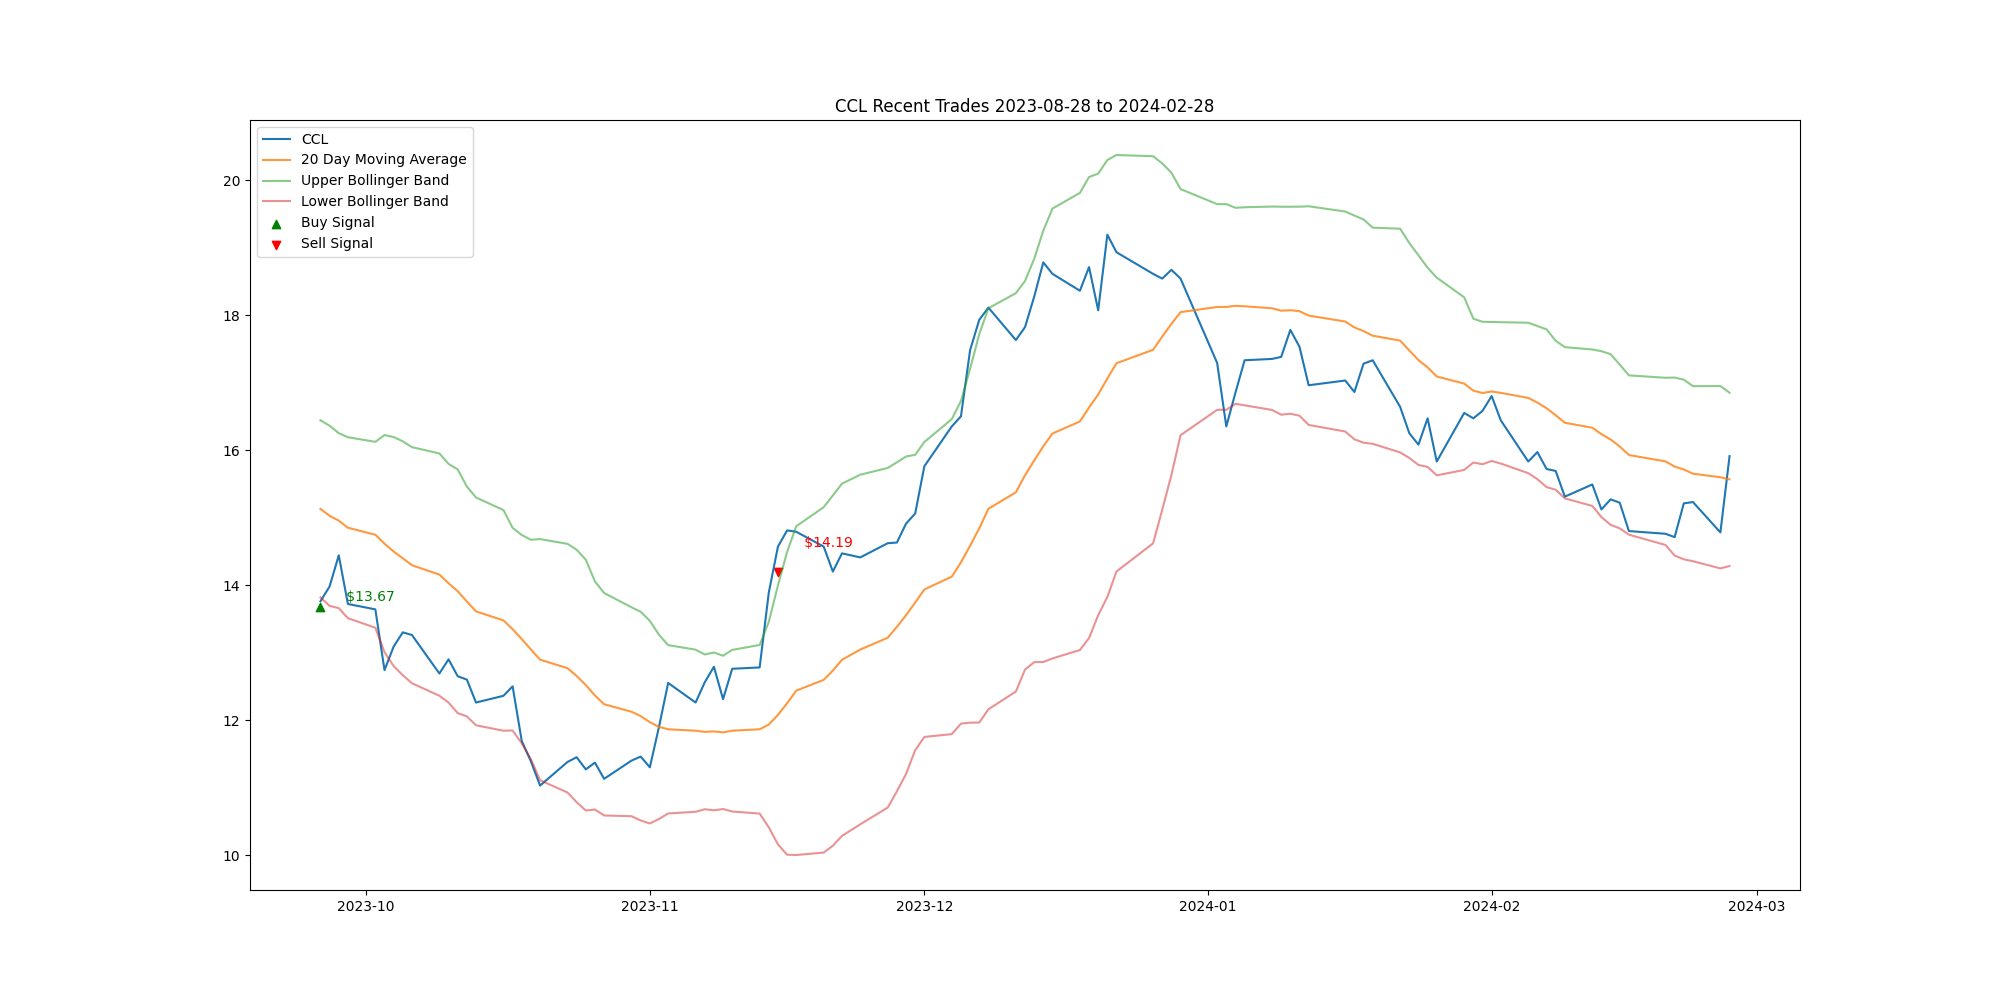 CCL Recent Trades 2023-08-28 to 2024-02-28
CCL
20 Day Moving Average
Upper Bollinger Band
Lower Bollinger Band
Buy Signal
Sell Signal
20
18
16
14
12
10
$14.19
$13.67
2023-10
2023-11
2023-12
2024-01
2024-02
2024-03